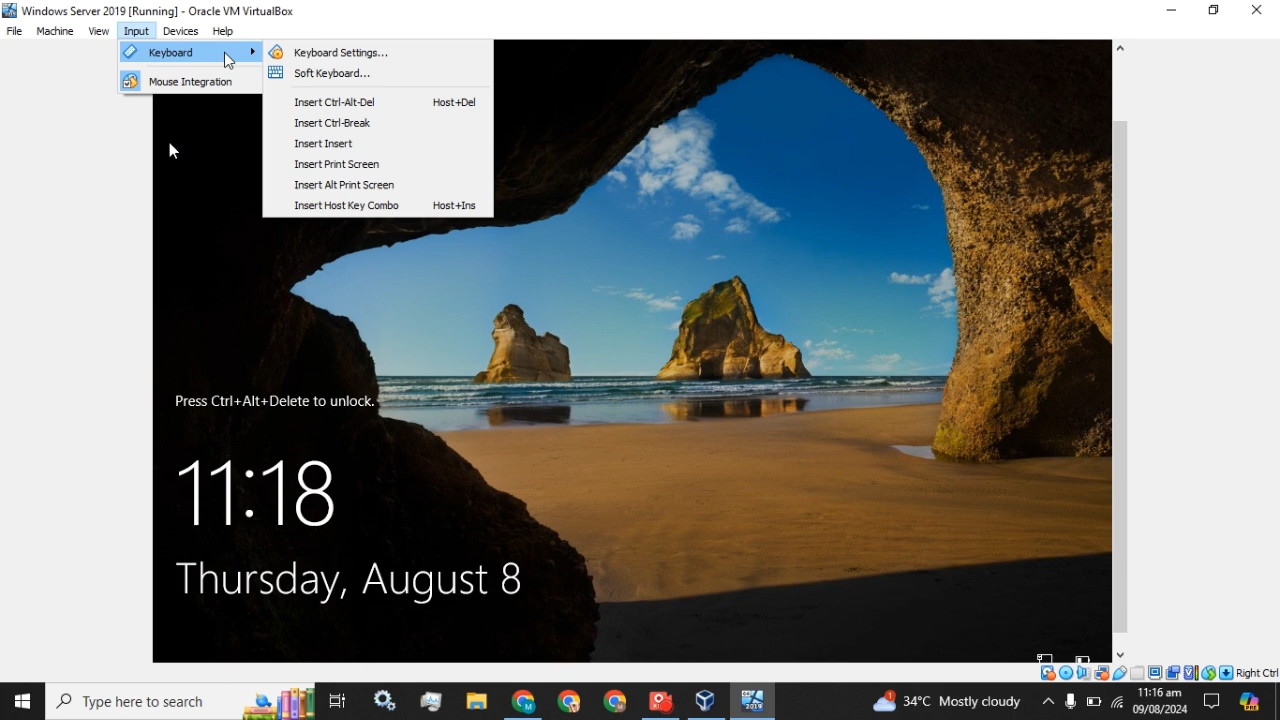 Windows Server 2019 [Running] - Oracle VM VirtualBox
File Machine View Input Devices Help
Keyboard
Mouse Integration
Keyboard Settings...
Soft Keyboard...
Insert Ctrl-Alt-Del Host+Del
Insert Ctrl-Break
Insert Insert
Insert Print Screen
Insert Alt Print Screen
Insert Host Key Combo Host+Ins
Press Ctrl+Alt+Delete to unlock.
11:18
Thursday, August 8
Right Ctrl
Type here to search
2019
1
34°C Mostly cloudy
11:16 am
09/08/2024